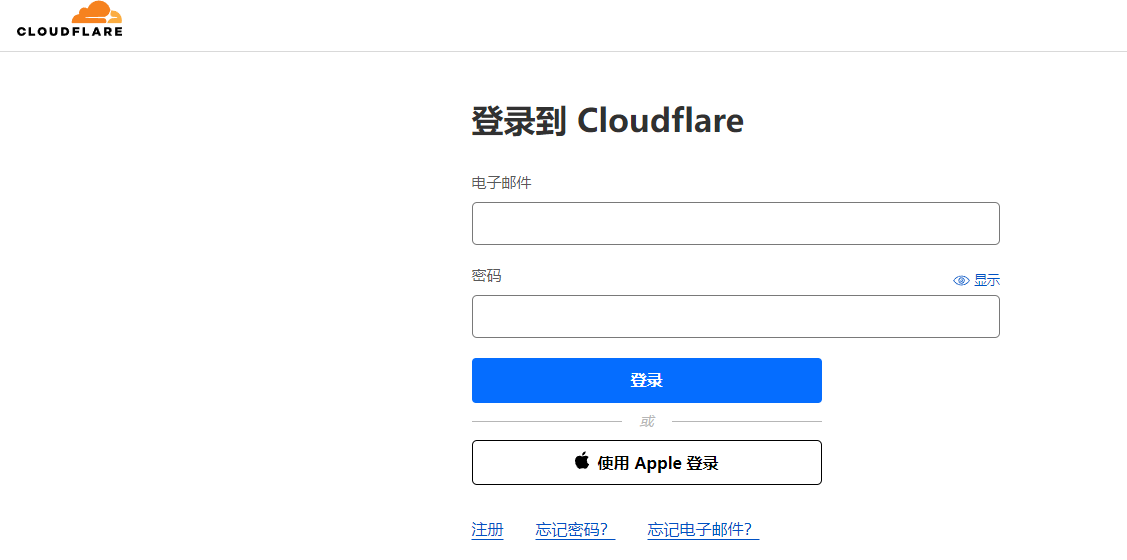 CLOUDFLARE
登录到 Cloudflare
电子邮件
密码
显示
登录
或
使用 Apple 登录
注册 忘记密码？ 忘记电子邮件？